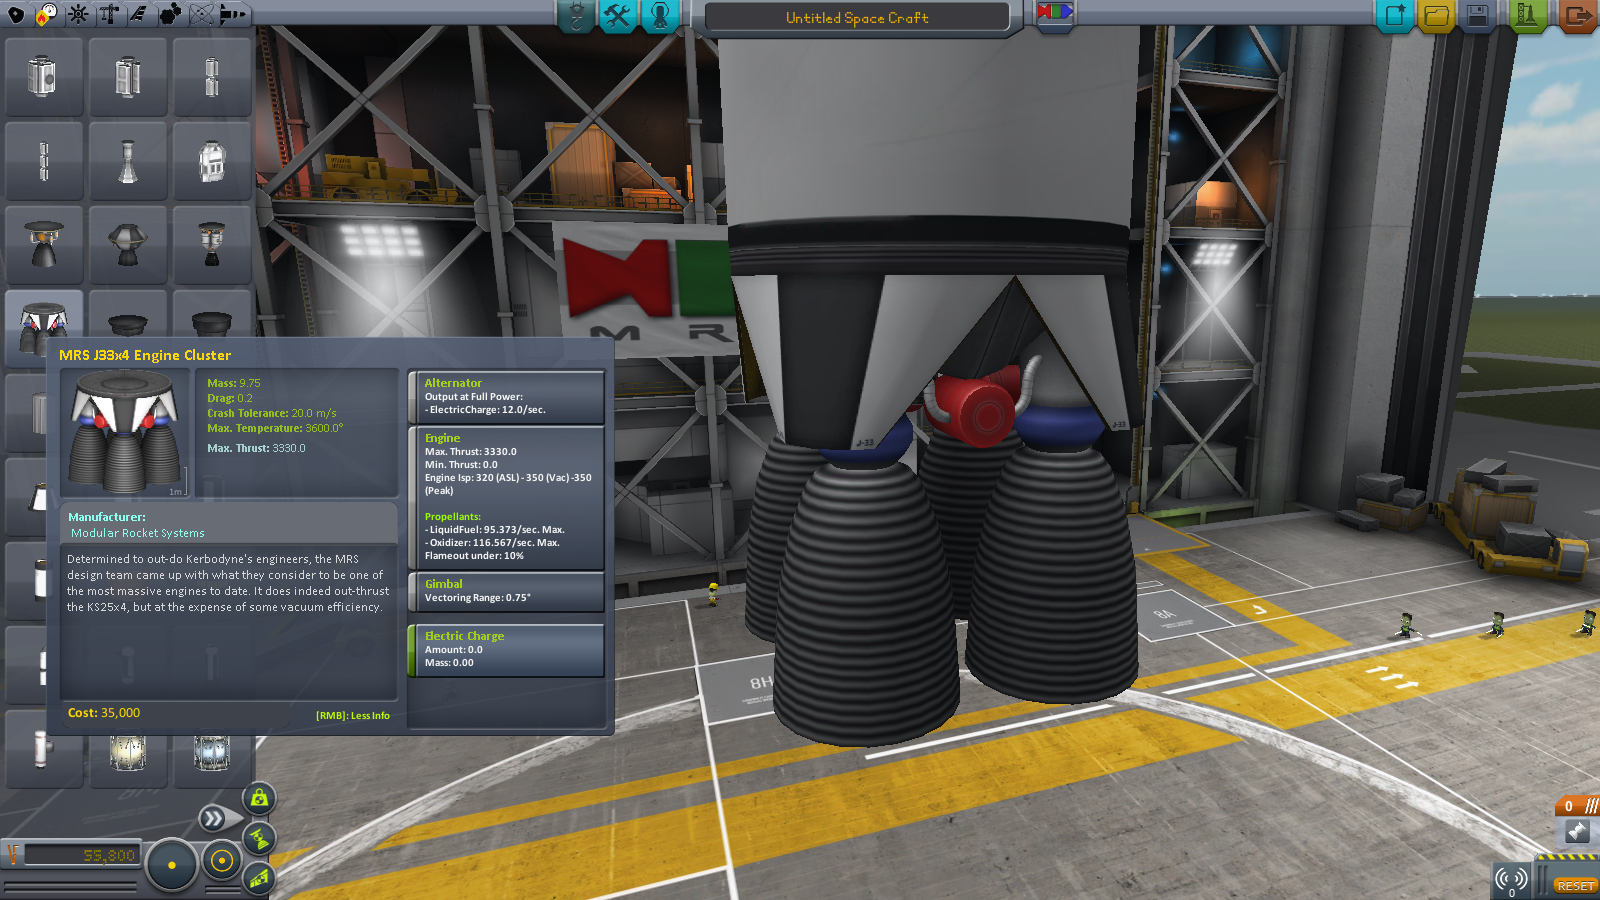 Untitled Space Craft
M R
MRS J33x4 Engine Cluster
Mass: 9.75
Drag: 0.2
Crash Tolerance: 20.0 m/s
Max. Temperature: 3600.0°
Max. Thrust: 3330.0
1m
Manufacturer:
Modular Rocket Systems
Determined to out-do Kerbodyne's engineers, the MRS
design team came up with what they consider to be one of
the most massive engines to date. It does indeed out-thrust
the KS25x4, but at the expense of some vacuum efficiency.
Cost: 35,000
[RMB]: Less Info
Alternator
Output at Full Power:
- ElectricCharge: 12.0/sec.
Engine
Max. Thrust: 3330.0
Min. Thrust: 0.0
Engine Isp: 320 (ASL) - 350 (Vac) -350
(Peak)
Propellants:
- LiquidFuel: 95.373/sec. Max.
- Oxidizer: 116.567/sec. Max.
Flameout under: 10%
Gimbal
Vectoring Range: 0.75°
Electric Charge
Amount: 0.0
Mass: 0.00
J-33
J-33
8A
8H
55,800
0
0
RESET